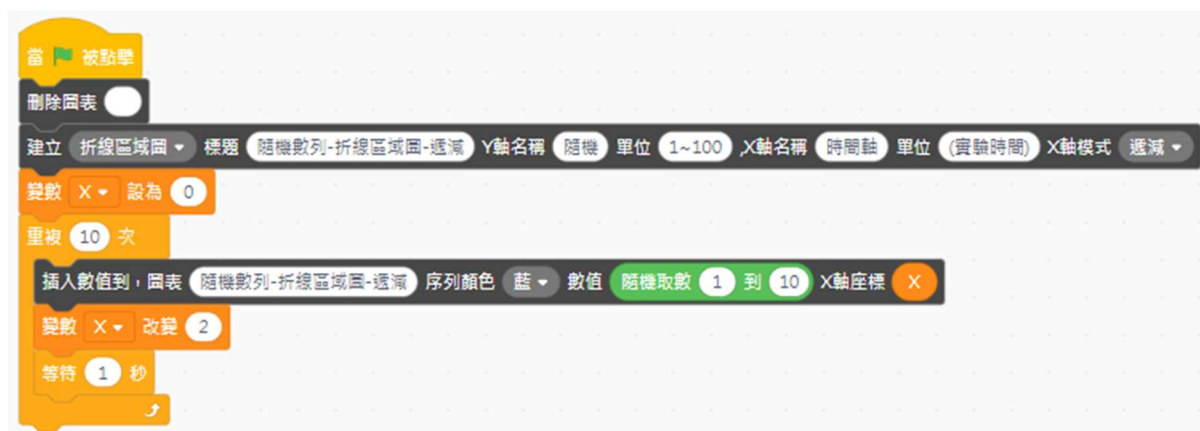 當 被點擊
刪除圖表
建立 折線區域圖 標題 隨機數列-折線區域圖-遞減 Y軸名稱 隨機 單位 1~100 ,X軸名稱 時間軸 單位 (實驗時間) X軸模式 遞減
變數 X 設為 0
重複 10 次
插入數值到，圖表 隨機數列-折線區域圖-遞減 序列顏色 藍 數值 隨機取數 1 到 10 X軸座標 X
變數 X 改變 2
等待 1 秒